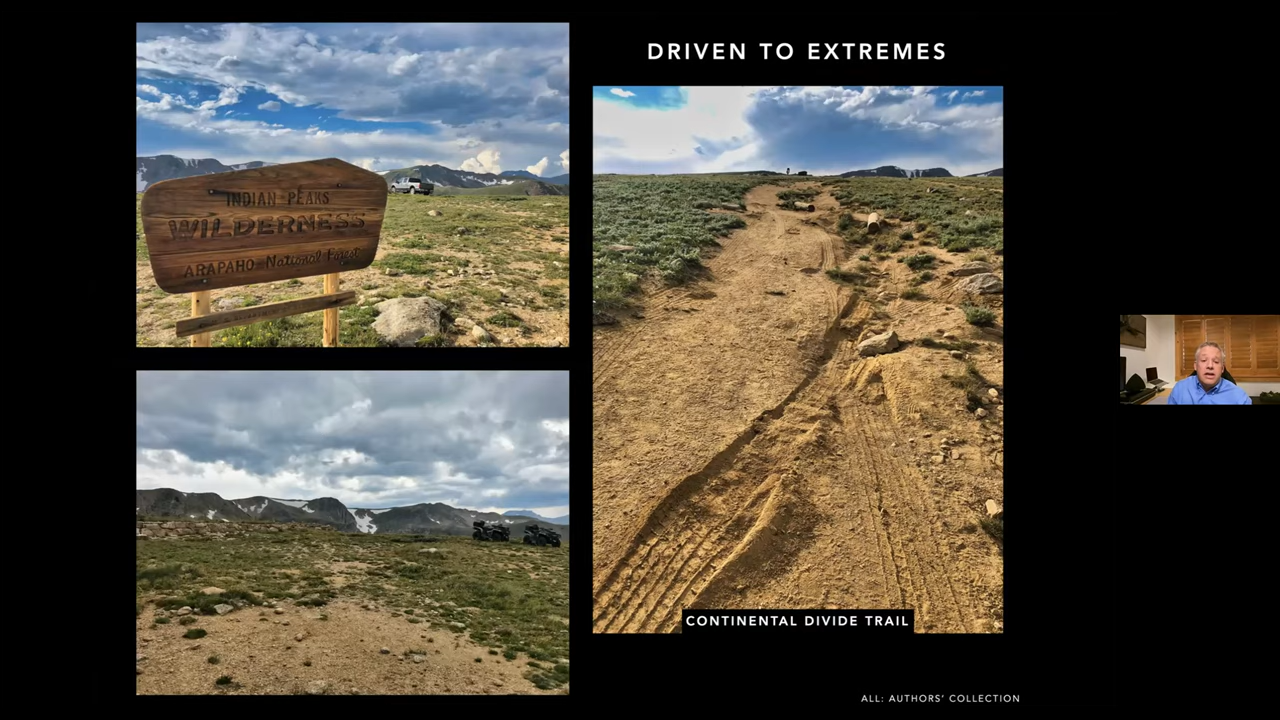 DRIVEN TO EXTREMES
INDIAN PEAKS
WILDERNESS
ARAPAHO National Forest
CONTINENTAL DIVIDE TRAIL
ALL: AUTHORS' COLLECTION